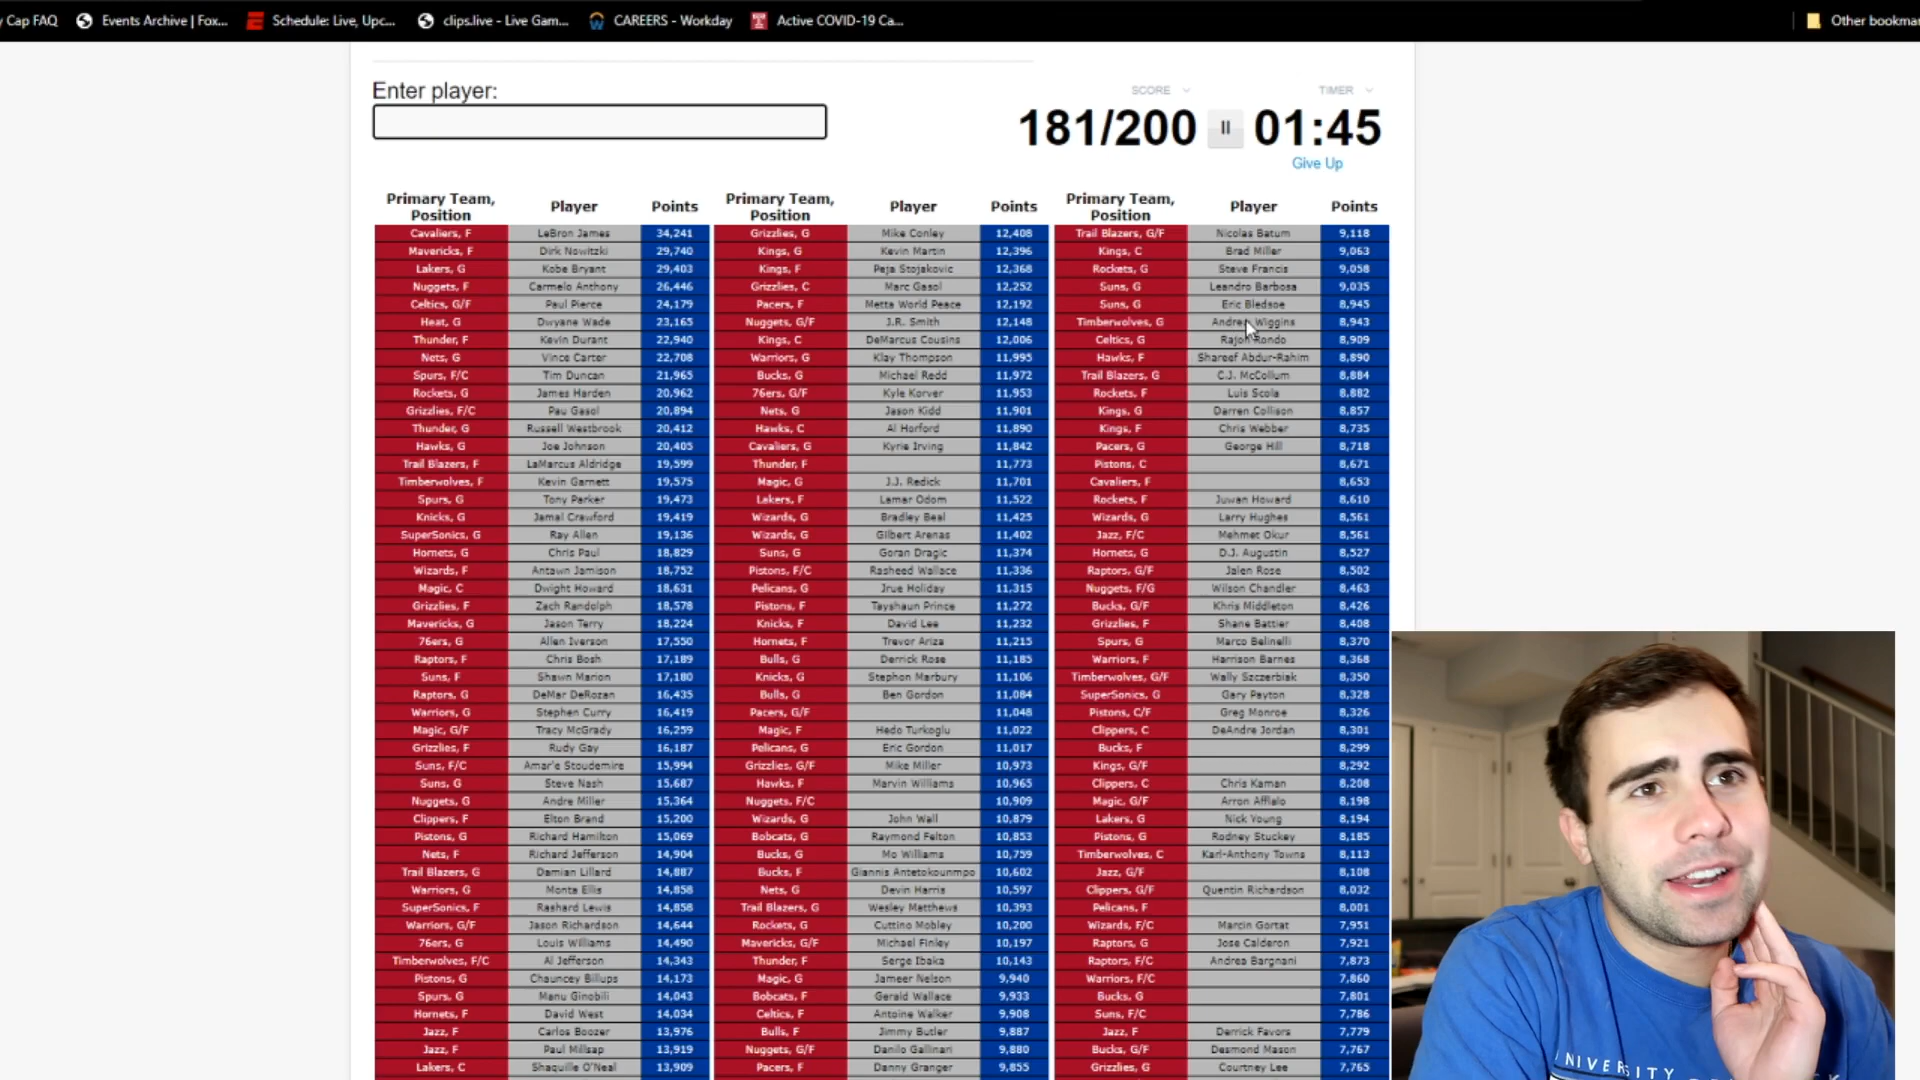 y Cap FAQ Events Archive | Fox... Schedule: Live, Upc... clips.live - Live Gam... CAREERS - Workday Active COVID-19 Ca... Other bookmar
Enter player:
SCORE TIMER
181/200 01:45
Give Up
Primary Team, Position Player Points Primary Team, Position Player Points Primary Team, Position Player Points
Cavaliers, F LeBron James 34,241 Grizzlies, G Mike Conley 12,408 Trail Blazers, G/F Nicolas Batum 9,118
Mavericks, F Dirk Nowitzki 29,740 Kings, G Kevin Martin 12,396 Kings, C Brad Miller 9,063
Lakers, G Kobe Bryant 29,403 Kings, F Peja Stojakovic 12,368 Rockets, G Steve Francis 9,058
Nuggets, F Carmelo Anthony 26,446 Grizzlies, C Marc Gasol 12,252 Suns, G Leandro Barbosa 9,035
Celtics, G/F Paul Pierce 24,179 Pacers, F Metta World Peace 12,192 Suns, G Eric Bledsoe 8,945
Heat, G Dwyane Wade 23,165 Nuggets, G/F J.R. Smith 12,148 Timberwolves, G Andrew Wiggins 8,943
Thunder, F Kevin Durant 22,940 Kings, C DeMarcus Cousins 12,006 Celtics, G Rajon Rondo 8,909
Nets, G Vince Carter 22,708 Warriors, G Klay Thompson 11,995 Hawks, F Shareef Abdur-Rahim 8,890
Spurs, F/C Tim Duncan 21,965 Bucks, G Michael Redd 11,972 Trail Blazers, G C.J. McCollum 8,884
Rockets, G James Harden 20,962 76ers, G/F Kyle Korver 11,953 Rockets, F Luis Scola 8,882
Grizzlies, F/C Pau Gasol 20,894 Nets, G Jason Kidd 11,901 Kings, G Darren Collison 8,857
Thunder, G Russell Westbrook 20,412 Hawks, C Al Horford 11,890 Kings, F Chris Webber 8,735
Hawks, G Joe Johnson 20,405 Cavaliers, G Kyrie Irving 11,842 Pacers, G George Hill 8,718
Trail Blazers, F LaMarcus Aldridge 19,599 Thunder, F 11,773 Pistons, C 8,671
Timberwolves, F Kevin Garnett 19,575 Magic, G J.J. Redick 11,701 Cavaliers, F 8,653
Spurs, G Tony Parker 19,473 Lakers, F Lamar Odom 11,522 Rockets, F Juwan Howard 8,610
Knicks, G Jamal Crawford 19,419 Wizards, G Bradley Beal 11,425 Wizards, G Larry Hughes 8,561
SuperSonics, G Ray Allen 19,136 Wizards, G Gilbert Arenas 11,402 Jazz, F/C Mehmet Okur 8,561
Hornets, G Chris Paul 18,829 Suns, G Goran Dragic 11,374 Hornets, G D.J. Augustin 8,527
Wizards, F Antawn Jamison 18,752 Pistons, F/C Rasheed Wallace 11,336 Raptors, G/F Jalen Rose 8,502
Magic, C Dwight Howard 18,631 Pelicans, G Jrue Holiday 11,315 Nuggets, F/G Wilson Chandler 8,463
Grizzlies, F Zach Randolph 18,578 Pistons, F Tayshaun Prince 11,272 Bucks, G/F Khris Middleton 8,426
Mavericks, G Jason Terry 18,224 Knicks, F David Lee 11,232 Grizzlies, F Shane Battier 8,408
76ers, G Allen Iverson 17,550 Hornets, F Trevor Ariza 11,215 Spurs, G Marco Belinelli 8,370
Raptors, F Chris Bosh 17,189 Bulls, G Derrick Rose 11,185 Warriors, F Harrison Barnes 8,368
Suns, F Shawn Marion 17,180 Knicks, G Stephon Marbury 11,106 Timberwolves, G/F Wally Szczerbiak 8,350
Raptors, G DeMar DeRozan 16,435 Bulls, G Ben Gordon 11,084 SuperSonics, G Gary Payton 8,328
Warriors, G Stephen Curry 16,419 Pacers, G/F 11,048 Pistons, C/F Greg Monroe 8,326
Magic, G/F Tracy McGrady 16,259 Magic, F Hedo Turkoglu 11,022 Clippers, C DeAndre Jordan 8,301
Grizzlies, F Rudy Gay 16,187 Pelicans, G Eric Gordon 11,017 Bucks, F 8,299
Suns, F/C Amar'e Stoudemire 15,994 Grizzlies, G/F Mike Miller 10,973 Kings, G/F 8,292
Suns, G Steve Nash 15,687 Hawks, F Marvin Williams 10,965 Clippers, C Chris Kaman 8,208
Nuggets, G Andre Miller 15,364 Nuggets, F/C 10,909 Magic, G/F Arron Afflalo 8,198
Clippers, F Elton Brand 15,200 Wizards, G John Wall 10,879 Lakers, G Nick Young 8,194
Pistons, G Richard Hamilton 15,069 Bobcats, G Raymond Felton 10,853 Pistons, G Rodney Stuckey 8,185
Nets, F Richard Jefferson 14,904 Bucks, G Mo Williams 10,759 Timberwolves, C Karl-Anthony Towns 8,113
Trail Blazers, G Damian Lillard 14,887 Bucks, F Giannis Antetokounmpo 10,602 Jazz, G/F 8,108
Warriors, G Monta Ellis 14,858 Nets, G Devin Harris 10,597 Clippers, G/F Quentin Richardson 8,032
SuperSonics, F Rashard Lewis 14,858 Trail Blazers, G Wesley Matthews 10,393 Pelicans, F 8,001
Warriors, G/F Jason Richardson 14,644 Rockets, G Cuttino Mobley 10,200 Wizards, F/C Marcin Gortat 7,951
76ers, G Louis Williams 14,490 Mavericks, G/F Michael Finley 10,197 Raptors, G Jose Calderon 7,921
Timberwolves, F/C Al Jefferson 14,343 Thunder, F Serge Ibaka 10,143 Raptors, F/C Andrea Bargnani 7,873
Pistons, G Chauncey Billups 14,173 Magic, G Jameer Nelson 9,940 Warriors, F/C 7,860
Spurs, G Manu Ginobili 14,043 Bobcats, F Gerald Wallace 9,933 Bucks, G 7,801
Hornets, F David West 14,034 Celtics, F Antoine Walker 9,908 Suns, F/C 7,786
Jazz, F Carlos Boozer 13,976 Bulls, F Jimmy Butler 9,887 Jazz, F Derrick Favors 7,779
Jazz, F Paul Millsap 13,919 Nuggets, G/F Danilo Gallinari 9,880 Bucks, G/F Desmond Mason 7,767
Lakers, C Shaquille O'Neal 13,909 Pacers, F Danny Granger 9,855 Grizzlies, G Courtney Lee 7,765